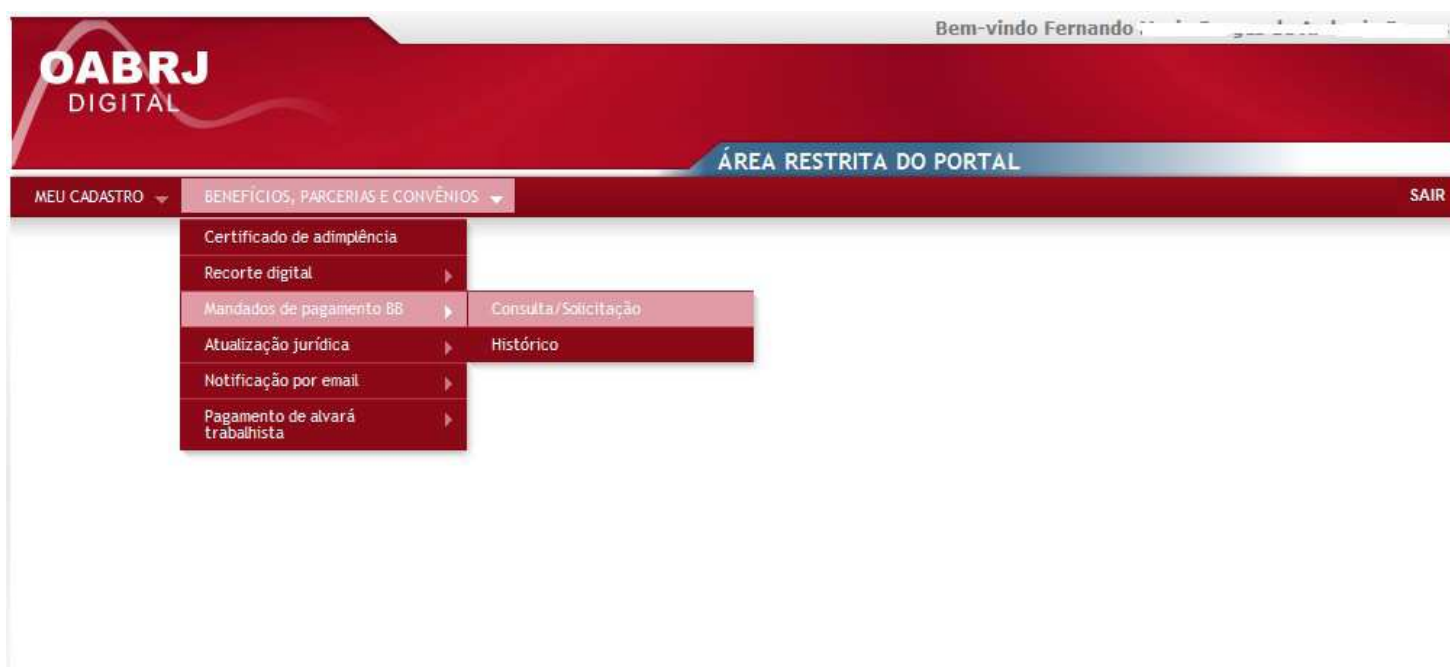 Bem-vindo Fernando
OABRJ
DIGITAL
ÁREA RESTRITA DO PORTAL
MEU CADASTRO
BENEFÍCIOS, PARCERIAS E CONVÊNIOS
SAIR
Certificado de adimplência
Recorte digital
Mandados de pagamento BB
Consulta/Solicitação
Atualização jurídica
Histórico
Notificação por email
Pagamento de alvará
trabalhista